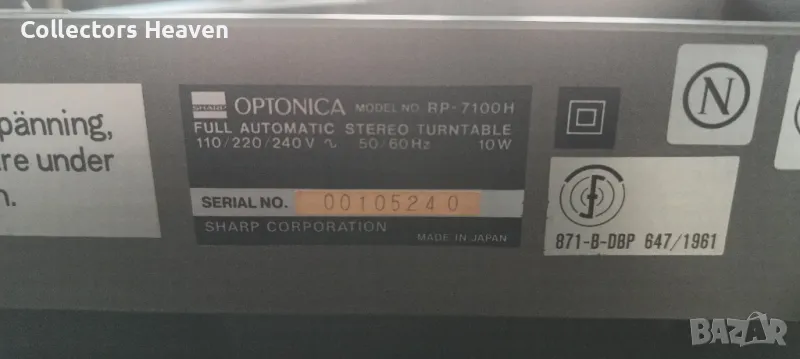 Collectors Heaven
pänning,
re under
n.
SHARP OPTONICA MODEL NO. RP-7100H
FULL AUTOMATIC STEREO TURNTABLE
110/220/240V ∿ 50/60Hz 10W
SERIAL NO. 00105240
SHARP CORPORATION
MADE IN JAPAN
N
871-B-DBP 647/1961
bazar